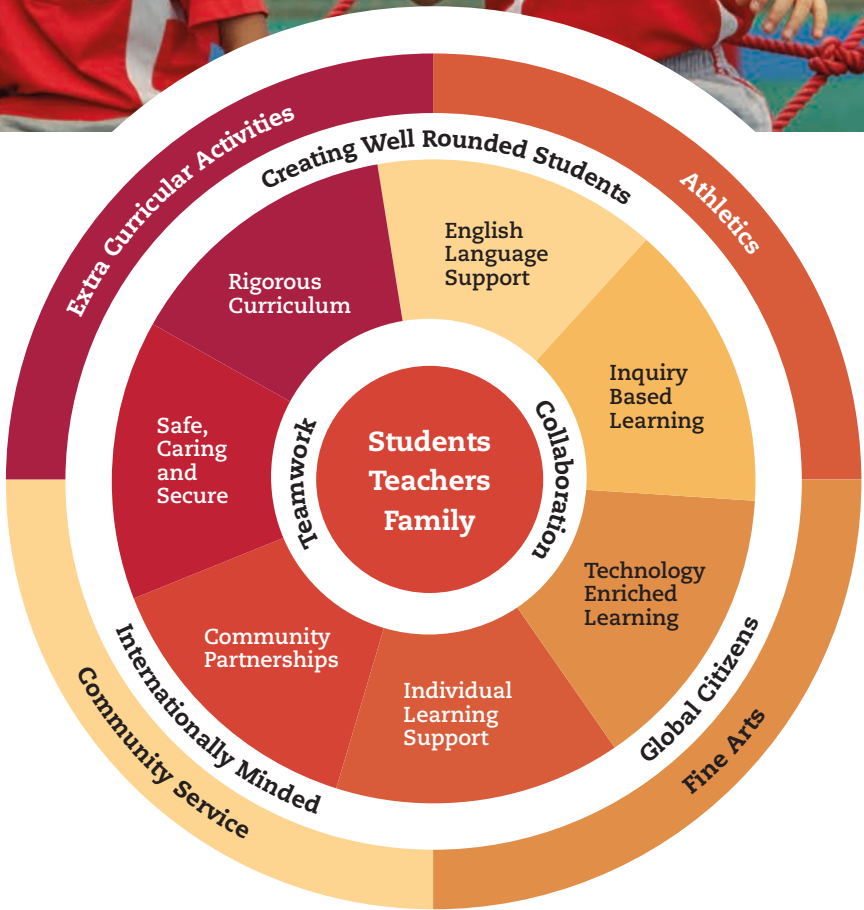 Extra Curricular Activities
Athletics
Creating Well Rounded Students
English
Language
Support
Rigorous
Curriculum
Inquiry
Based
Learning
Safe,
Caring
and
Secure
Teamwork
Students
Teachers
Family
Collaboration
Technology
Enriched
Learning
Community
Partnerships
Individual
Learning
Support
Internationally Minded
Global Citizens
Community Service
Fine Arts